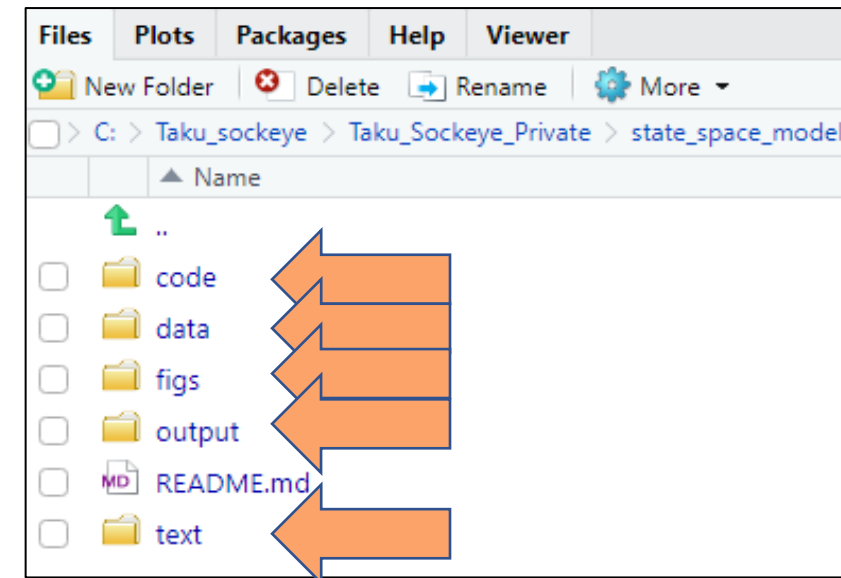 Files Plots Packages Help Viewer
New Folder Delete Rename More
C: > Taku_sockeye > Taku_Sockeye_Private > state_space_model
Name
..
code
data
figs
output
MD README.md
text